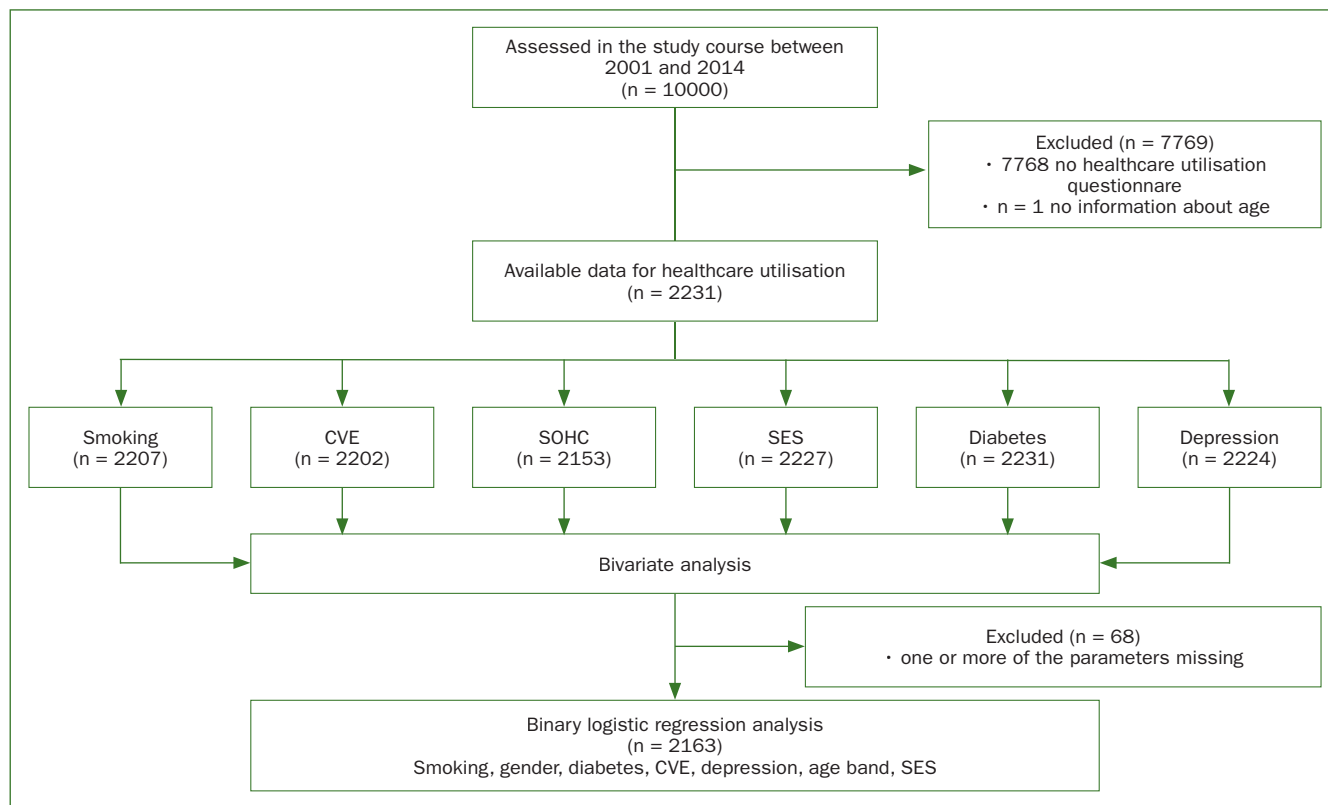 Assessed in the study course between
2001 and 2014
(n = 10000)
Excluded (n = 7769)
· 7768 no healthcare utilisation
questionnare
· n = 1 no information about age
Available data for healthcare utilisation
(n = 2231)
Smoking
(n = 2207)
CVE
(n = 2202)
SOHC
(n = 2153)
SES
(n = 2227)
Diabetes
(n = 2231)
Depression
(n = 2224)
Bivariate analysis
Excluded (n = 68)
· one or more of the parameters missing
Binary logistic regression analysis
(n = 2163)
Smoking, gender, diabetes, CVE, depression, age band, SES